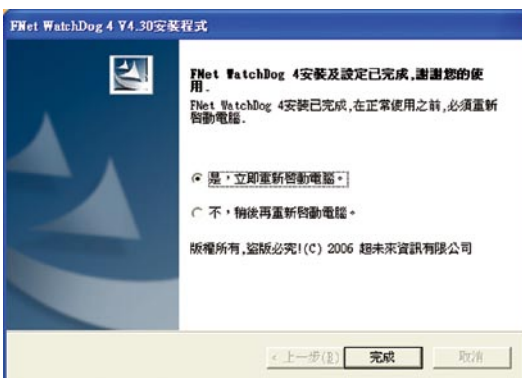 FNet WatchDog 4 V4.30安裝程式
FNet WatchDog 4安裝及設定已完成,謝謝您的使
用.
FNet WatchDog 4安裝已完成,在正常使用之前,必須重新
啟動電腦.
是，立即重新啟動電腦。
不，稍後再重新啟動電腦。
版權所有,盜版必究!(C) 2006 超未來資訊有限公司
< 上一步(B)
完成
取消